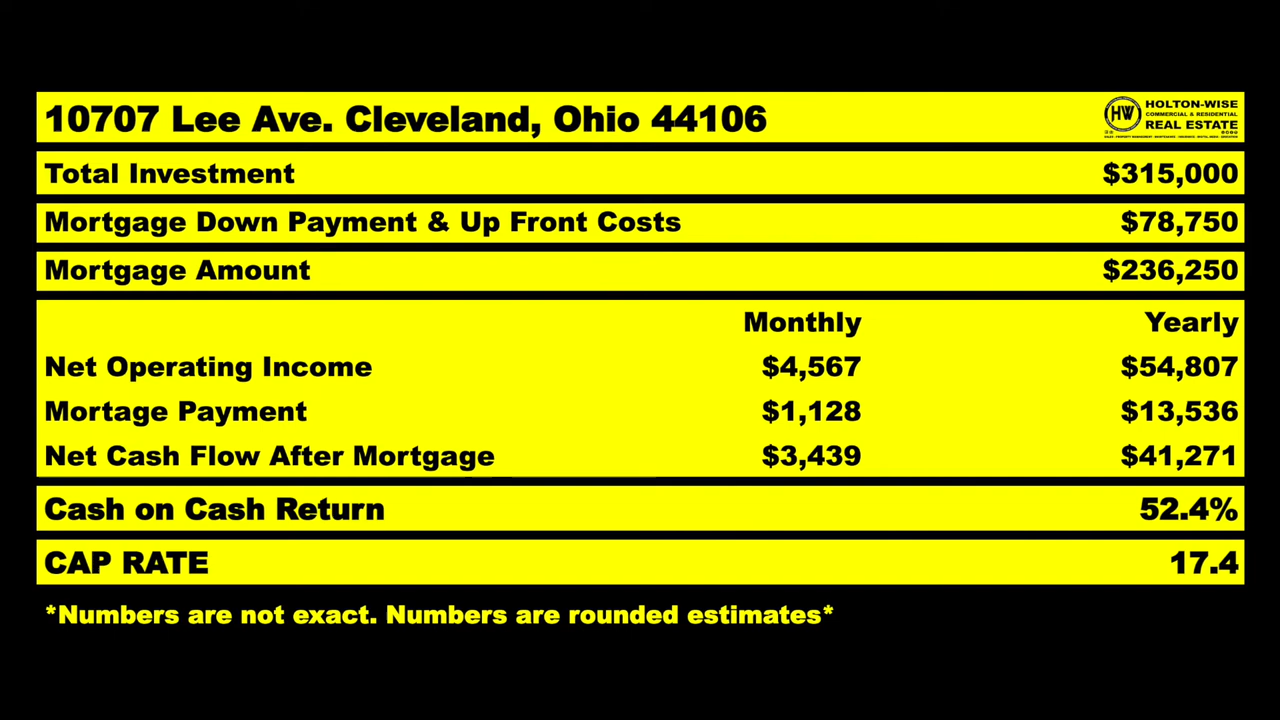 10707 Lee Ave. Cleveland, Ohio 44106
HW
HOLTON-WISE
COMMERCIAL & RESIDENTIAL
REAL ESTATE
Total Investment $315,000
Mortgage Down Payment & Up Front Costs $78,750
Mortgage Amount $236,250
Monthly Yearly
Net Operating Income $4,567 $54,807
Mortage Payment $1,128 $13,536
Net Cash Flow After Mortgage $3,439 $41,271
Cash on Cash Return 52.4%
CAP RATE 17.4
*Numbers are not exact. Numbers are rounded estimates*